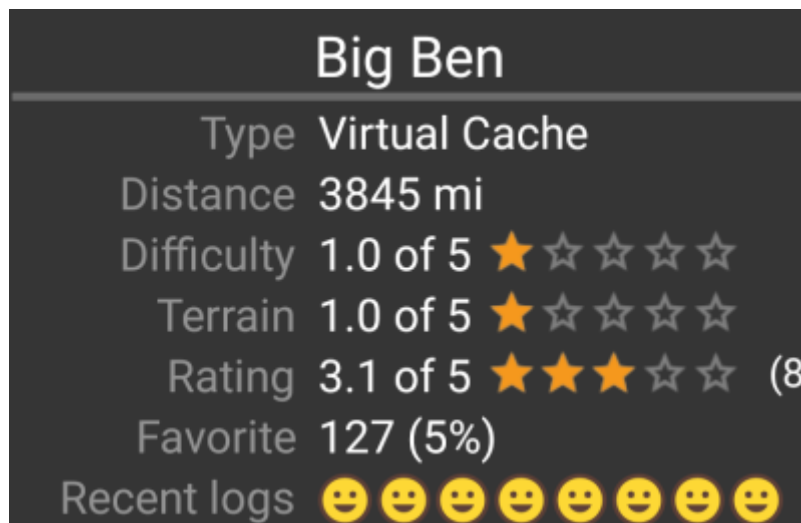 Big Ben
Type Virtual Cache
Distance 3845 mi
Difficulty 1.0 of 5
Terrain 1.0 of 5
Rating 3.1 of 5 (8
Favorite 127 (5%)
Recent logs